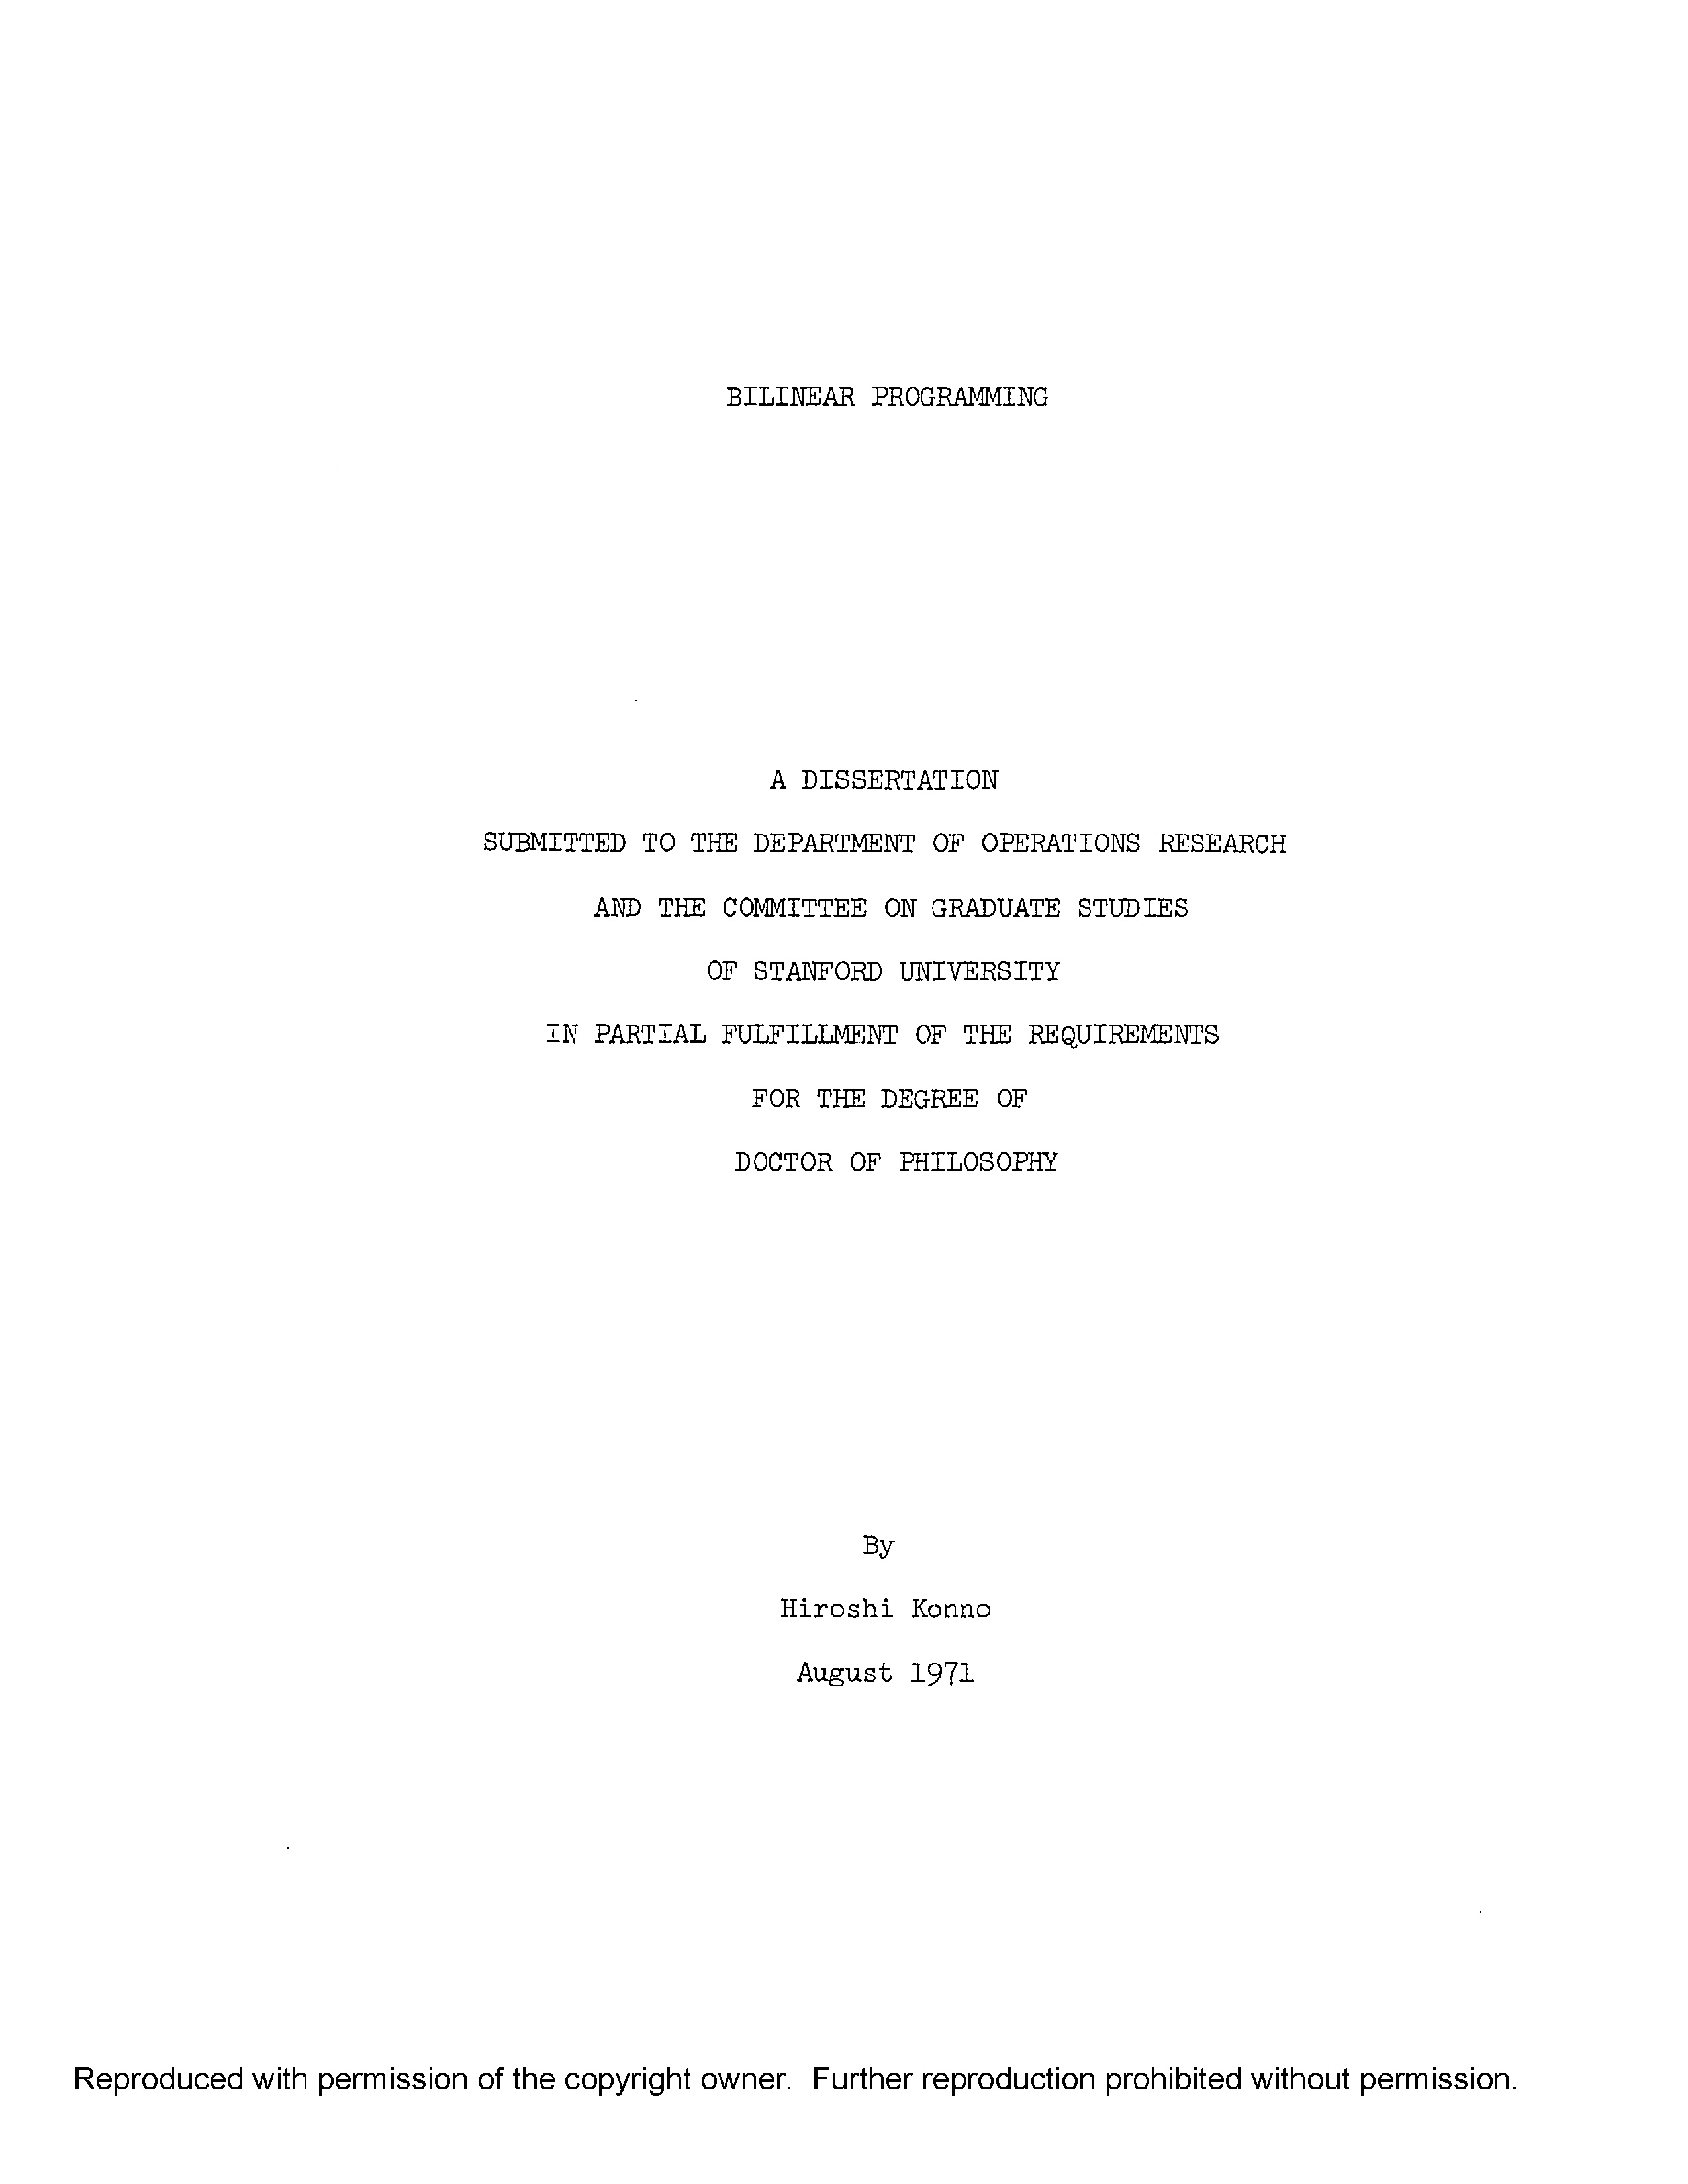 BILINEAR PROGRAMMING
A DISSERTATION
SUBMITTED TO THE DEPARTMENT OF OPERATIONS RESEARCH
AND THE COMMITTEE ON GRADUATE STUDIES
OF STANFORD UNIVERSITY
IN PARTIAL FULFILLMENT OF THE REQUIREMENTS
FOR THE DEGREE OF
DOCTOR OF PHILOSOPHY
By
Hiroshi Konno
August 1971
Reproduced with permission of the copyright owner. Further reproduction prohibited without permission.